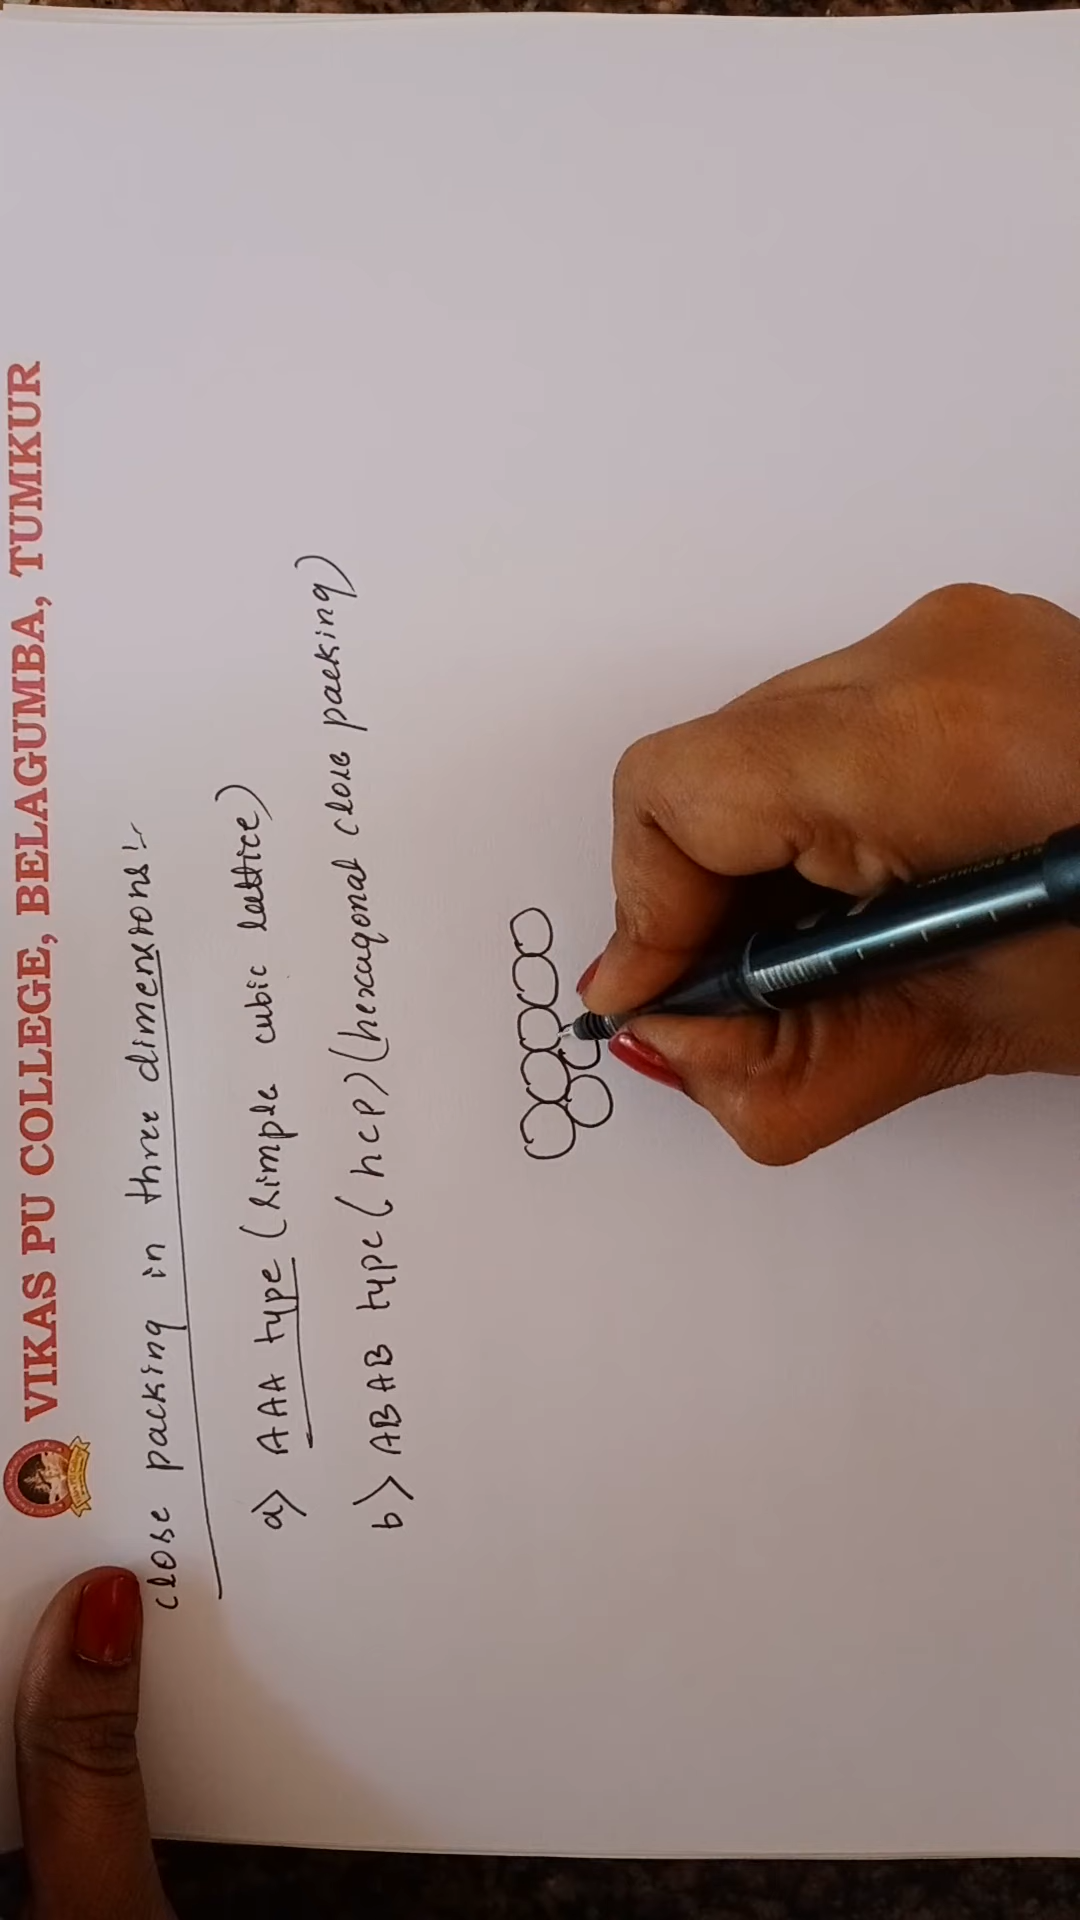 VIKAS PU COLLEGE, BELAGUMBA, TUMKUR
close packing in three dimensions:-
a) AAA type (simple cubic lattice)
b) ABAB type (hcp) (hexagonal close packing)